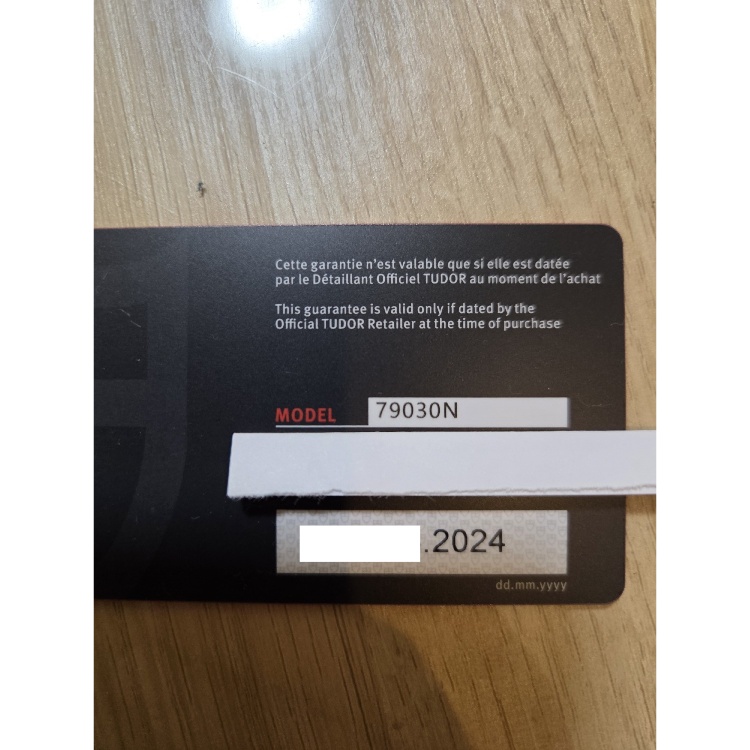 Cette garantie n'est valable que si elle est datée
par le Détaillant Officiel TUDOR au moment de l'achat
This guarantee is valid only if dated by the
Official TUDOR Retailer at the time of purchase
MODEL 79030N
.2024
dd.mm.yyyy